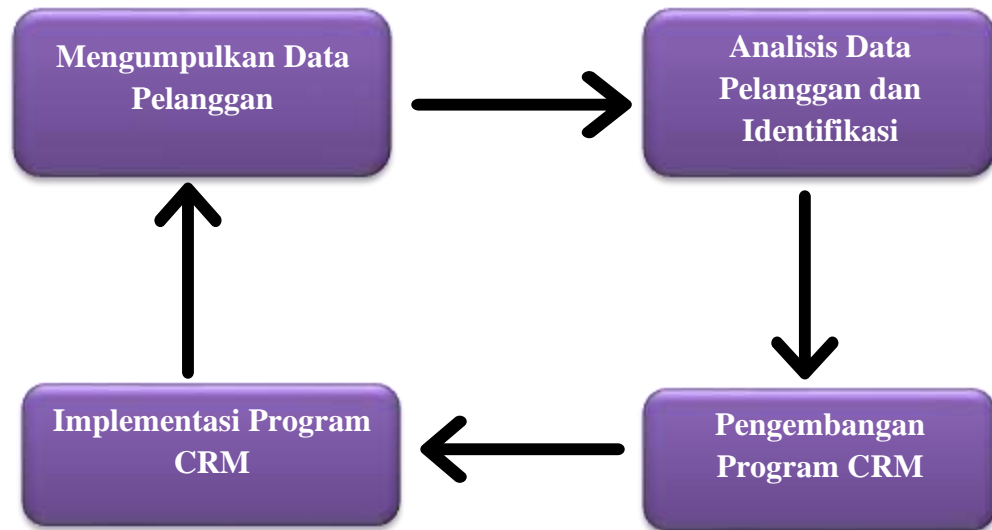 Mengumpulkan Data
Pelanggan
Analisis Data
Pelanggan dan
Identifikasi
Pengembangan
Program CRM
Implementasi Program
CRM